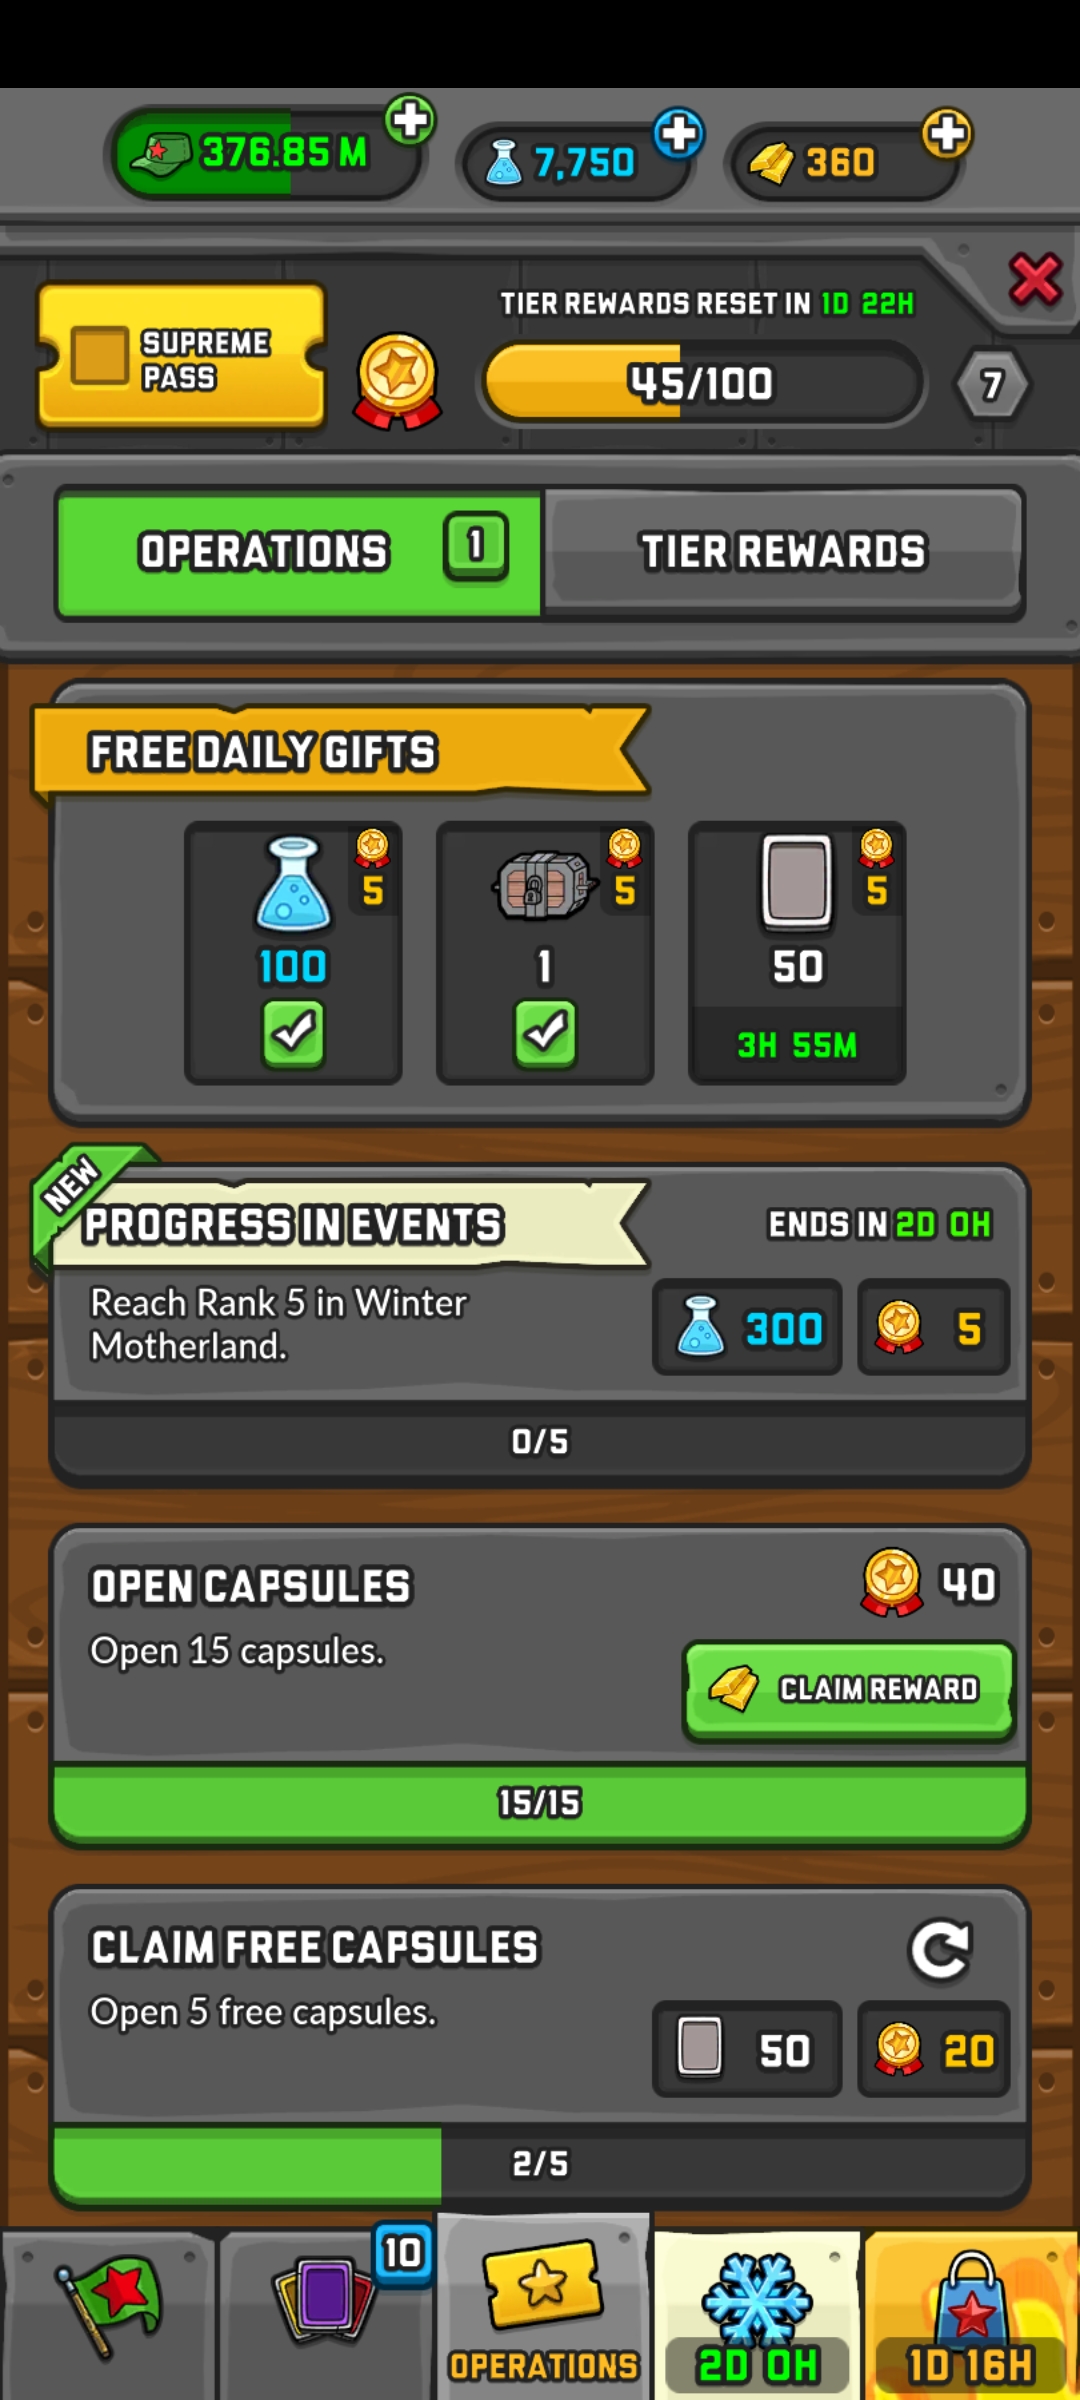 376.85 M
7,750
360
TIER REWARDS RESET IN 1D 22H
SUPREME
PASS
45/100
7
OPERATIONS
1
TIER REWARDS
FREE DAILY GIFTS
5
5
5
100
1
50
3H 55M
NEW
PROGRESS IN EVENTS
ENDS IN 2D 0H
Reach Rank 5 in Winter
Motherland.
300
5
0/5
OPEN CAPSULES
40
Open 15 capsules.
CLAIM REWARD
15/15
CLAIM FREE CAPSULES
Open 5 free capsules.
50
20
2/5
10
OPERATIONS
2D 0H
1D 16H